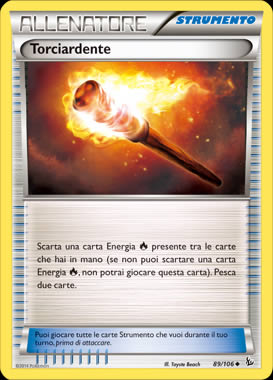 ALLENATORE STRUMENTO
Torciardente
Scarta una carta Energia presente tra le carte
che hai in mano (se non puoi scartare una carta
Energia , non potrai giocare questa carta). Pesca
due carte.
Puoi giocare tutte le carte Strumento che vuoi durante il tuo
turno, prima di attaccare.
©2014 Pokémon
Ill. Toyste Beach 89/106